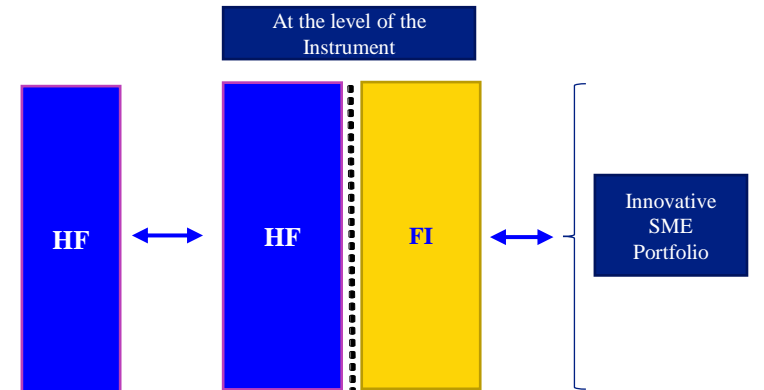 At the level of the
Instrument
HF
HF
FI
Innovative
SME
Portfolio